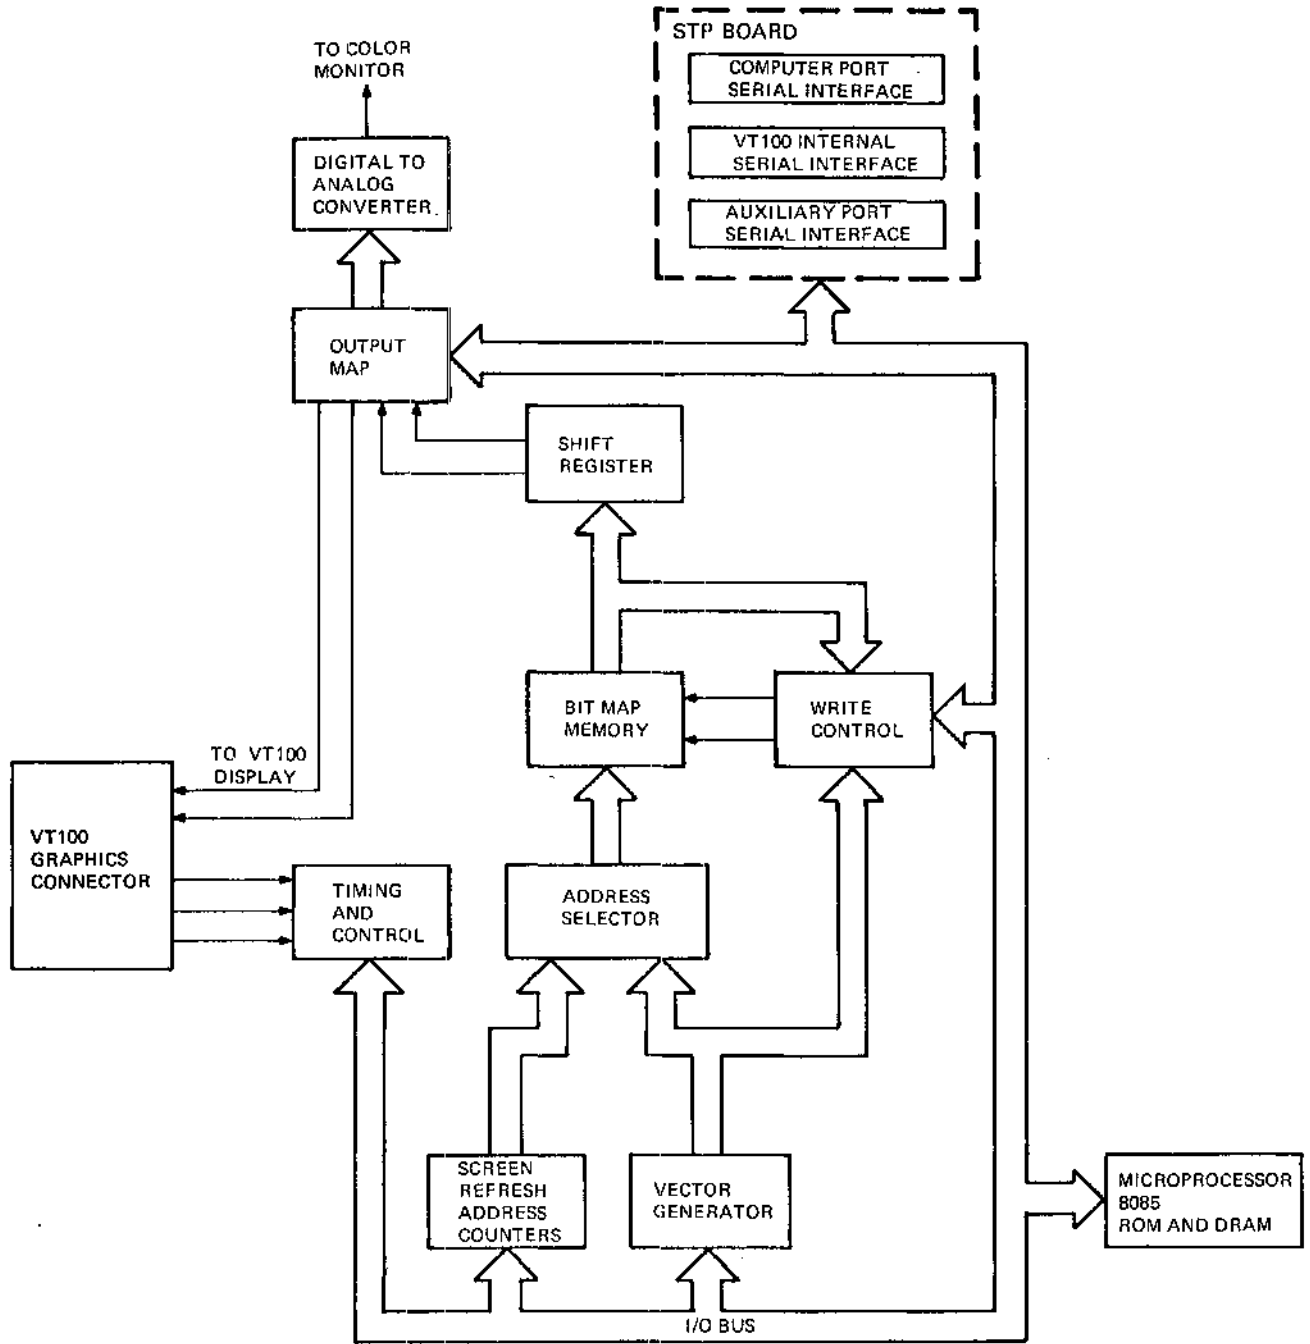 STP BOARD
COMPUTER PORT
SERIAL INTERFACE
VT100 INTERNAL
SERIAL INTERFACE
AUXILIARY PORT
SERIAL INTERFACE
TO COLOR
MONITOR
DIGITAL TO
ANALOG
CONVERTER
OUTPUT
MAP
SHIFT
REGISTER
BIT MAP
MEMORY
WRITE
CONTROL
TO VT100
DISPLAY
VT100
GRAPHICS
CONNECTOR
TIMING
AND
CONTROL
ADDRESS
SELECTOR
SCREEN
REFRESH
ADDRESS
COUNTERS
VECTOR
GENERATOR
MICROPROCESSOR
8085
ROM AND DRAM
I/O BUS